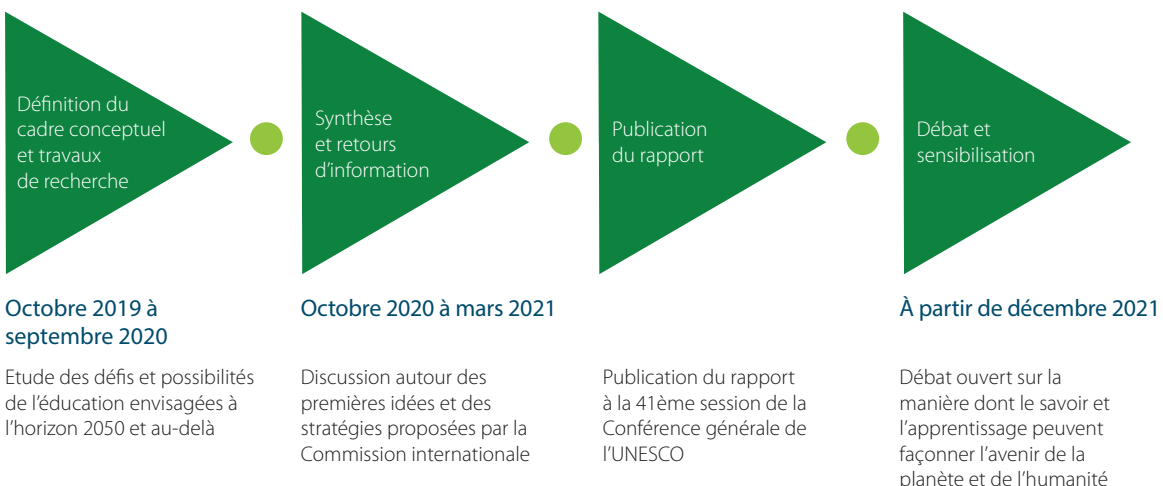 Définition du
cadre conceptuel
et travaux
de recherche
Synthèse
et retours
d'information
Publication
du rapport
Débat et
sensibilisation
Octobre 2019 à
septembre 2020
Octobre 2020 à mars 2021
À partir de décembre 2021
Etude des défis et possibilités
de l'éducation envisagées à
l'horizon 2050 et au-delà
Discussion autour des
premières idées et des
stratégies proposées par la
Commission internationale
Publication du rapport
à la 41ème session de la
Conférence générale de
l'UNESCO
Débat ouvert sur la
manière dont le savoir et
l'apprentissage peuvent
façonner l'avenir de la
planète et de l'humanité